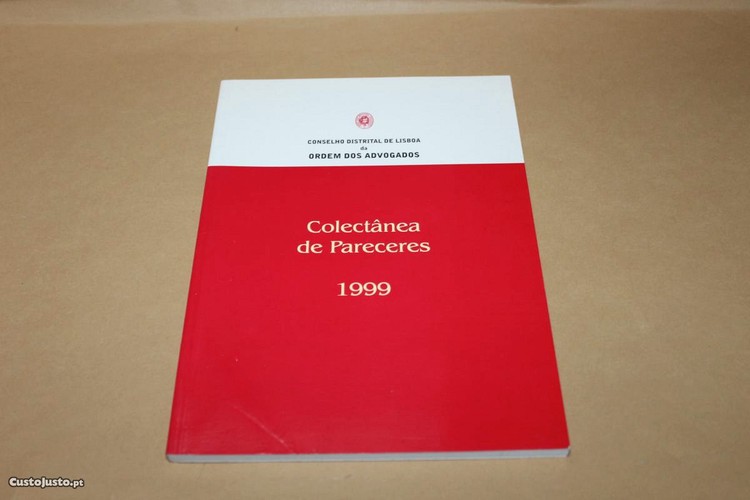 CONSELHO DISTRITAL DE LISBOA
da
ORDEM DOS ADVOGADOS
Colectânea
de Pareceres
1999
CustoJusto.pt